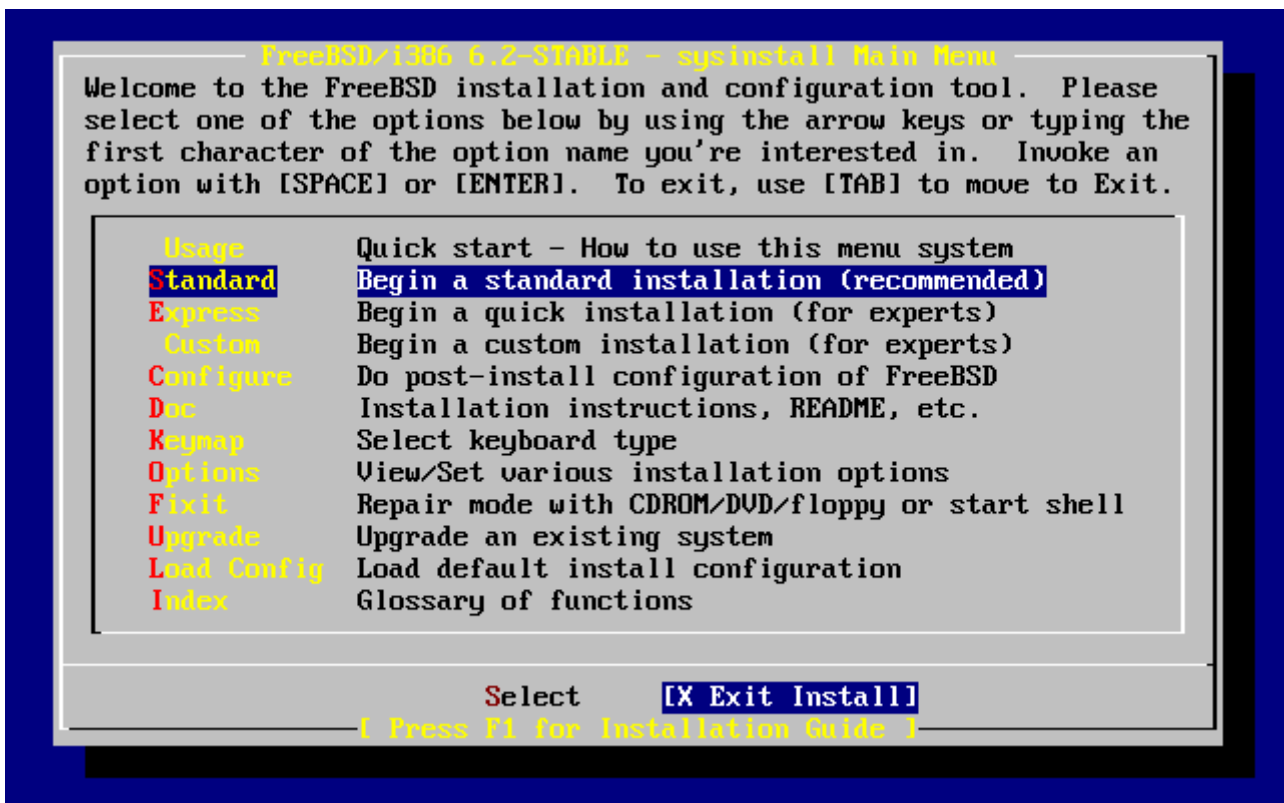 FreeBSD/i386 6.2-STABLE - sysinstall Main Menu
Welcome to the FreeBSD installation and configuration tool.  Please
select one of the options below by using the arrow keys or typing the
first character of the option name you're interested in.  Invoke an
option with [SPACE] or [ENTER].  To exit, use [TAB] to move to Exit.
Usage Quick start - How to use this menu system
Standard Begin a standard installation (recommended)
Express Begin a quick installation (for experts)
Custom Begin a custom installation (for experts)
Configure Do post-install configuration of FreeBSD
Doc Installation instructions, README, etc.
Keymap Select keyboard type
Options View/Set various installation options
Fixit Repair mode with CDROM/DVD/floppy or start shell
Upgrade Upgrade an existing system
Load Config Load default install configuration
Index Glossary of functions
Select [X Exit Install]
[ Press F1 for Installation Guide ]